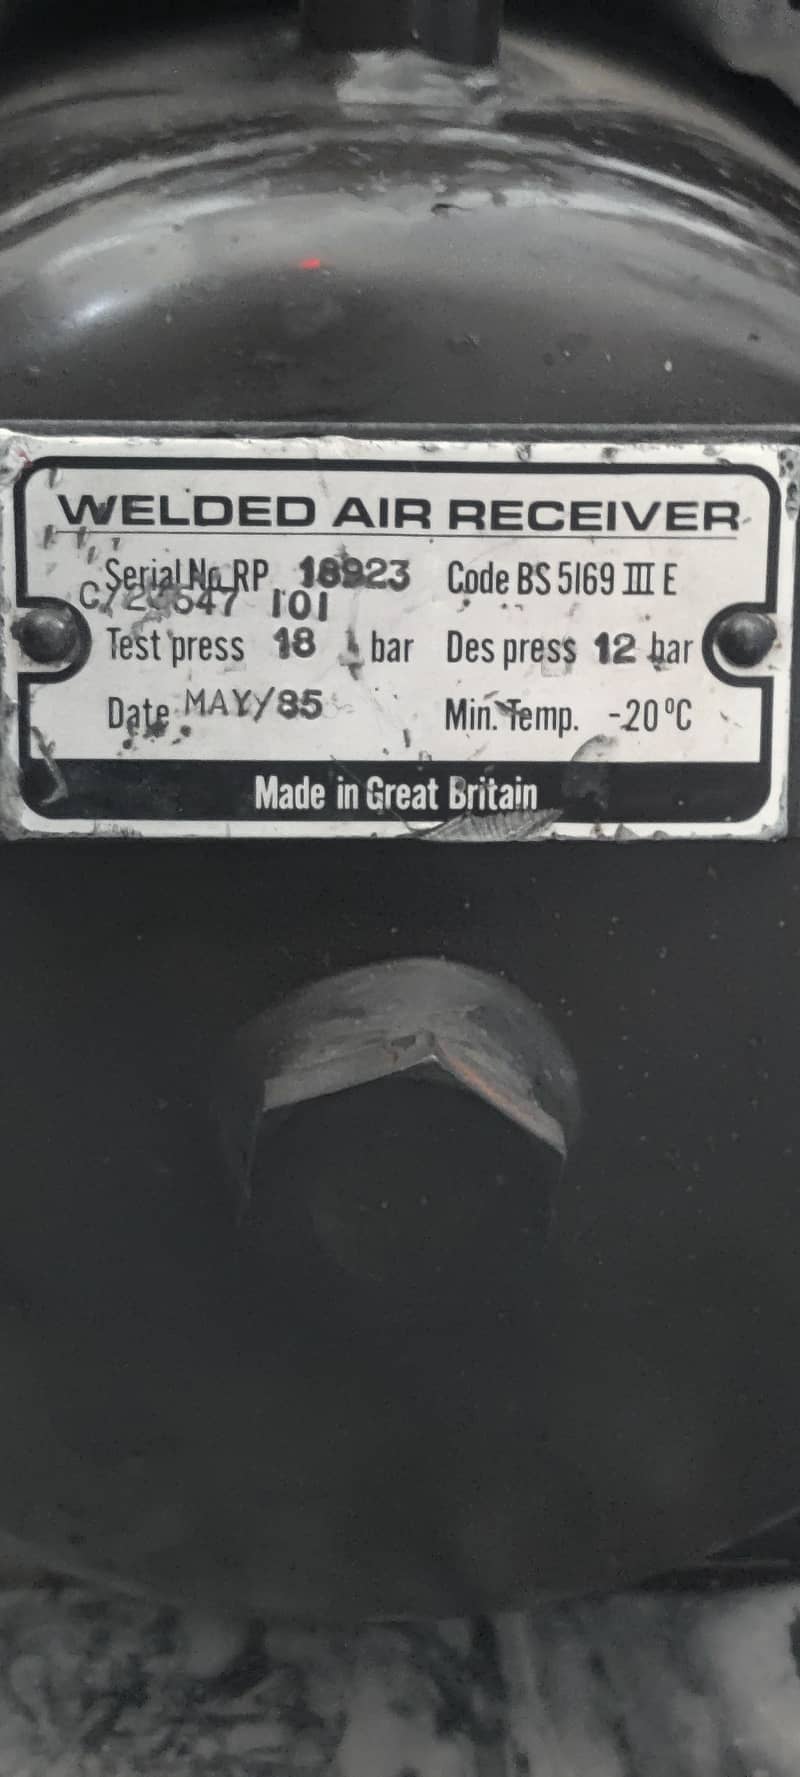 WELDED AIR RECEIVER
Serial No. RP 18923 Code BS 5169 III E
101
Test press 18 bar Des press 12 bar
Date MAY/85 Min. Temp. -20°C
Made in Great Britain